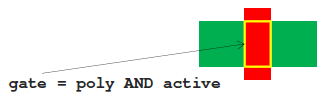 gate = poly AND active